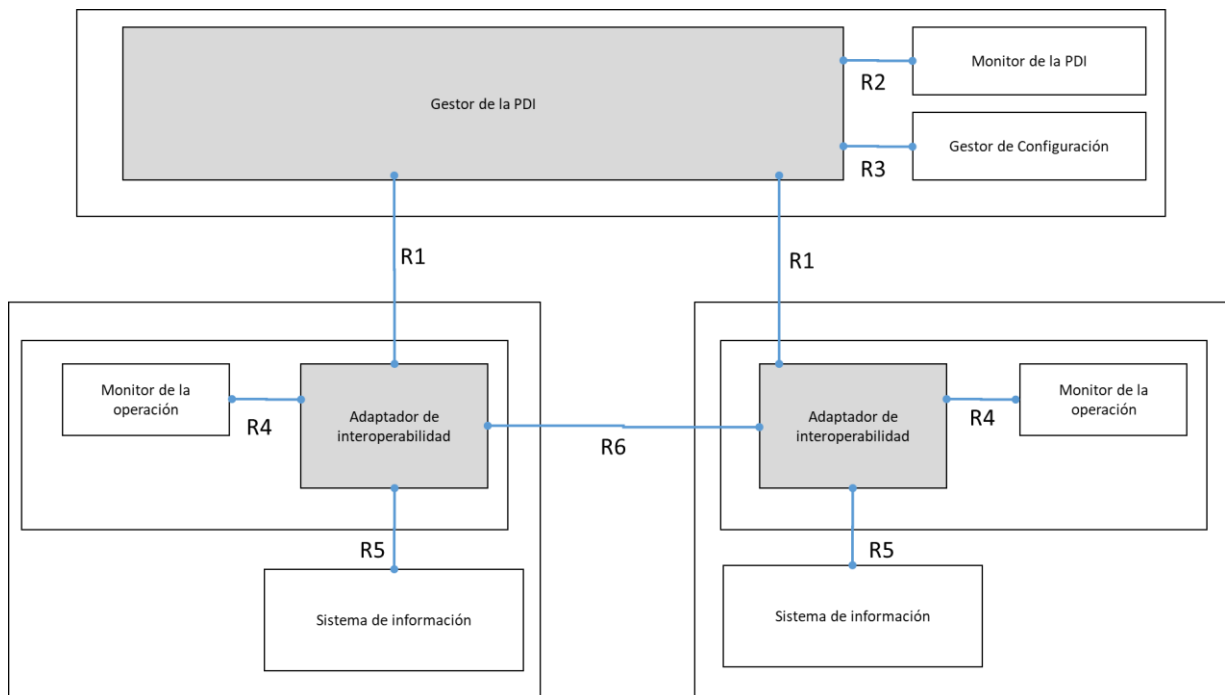 Monitor de la PDI
R2
Gestor de la PDI
Gestor de Configuración
R3
R1
R1
Monitor de la
operación
R4
Adaptador de
interoperabilidad
R6
Adaptador de
interoperabilidad
R4
Monitor de la
operación
R5
R5
Sistema de información
Sistema de información